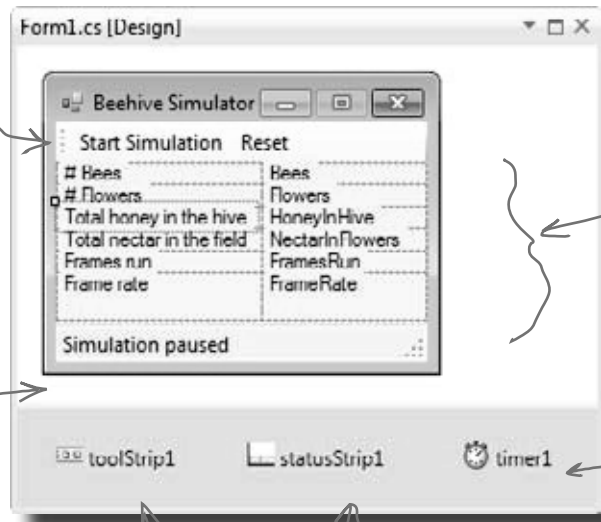 Form1.cs [Design]
Beehive Simulator
Start Simulation Reset
# Bees Bees
# Flowers Flowers
Total honey in the hive HoneyInHive
Total nectar in the field NectarInFlowers
Frames run FramesRun
Frame rate FrameRate
Simulation paused
toolStrip1 statusStrip1 timer1